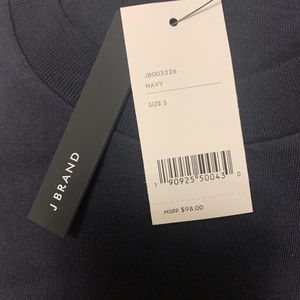 J BRAND
JB003226
NAVY
SIZE S
1 90925 50043 0
MSRP $98.00